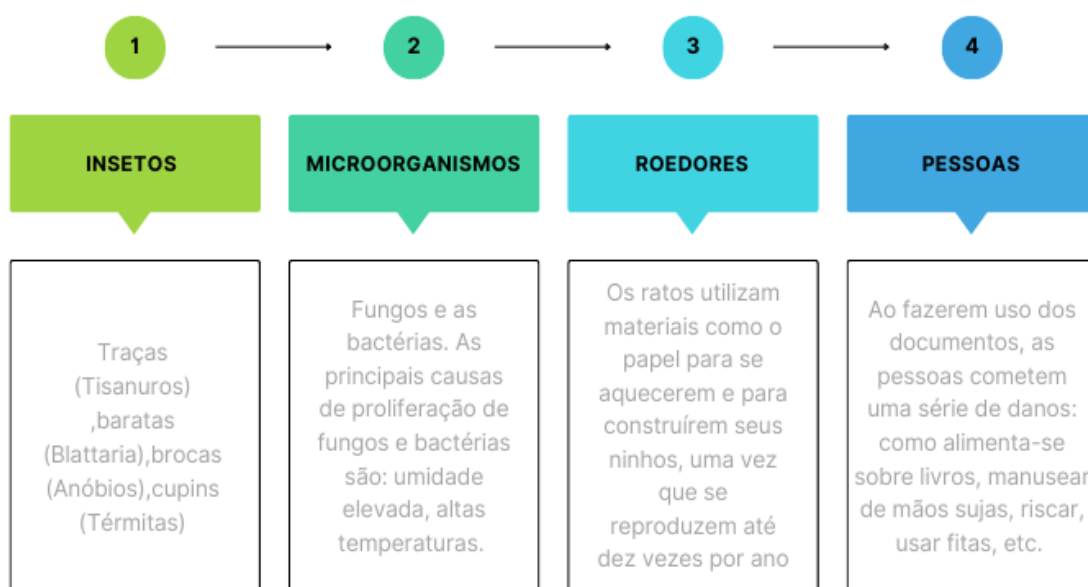 1
2
3
4
INSETOS
MICROORGANISMOS
ROEDORES
PESSOAS
Traças
(Tisanuros)
,baratas
(Blattaria),brocas
(Anóbios),cupins
(Térmitas)
Fungos e as
bactérias. As
principais causas
de proliferação de
fungos e bactérias
são: umidade
elevada, altas
temperaturas.
Os ratos utilizam
materiais como o
papel para se
aquecerem e para
construírem seus
ninhos, uma vez
que se
reproduzem até
dez vezes por ano
Ao fazerem uso dos
documentos, as
pessoas cometem
uma série de danos:
como alimenta-se
sobre livros, manusear
de mãos sujas, riscar,
usar fitas, etc.